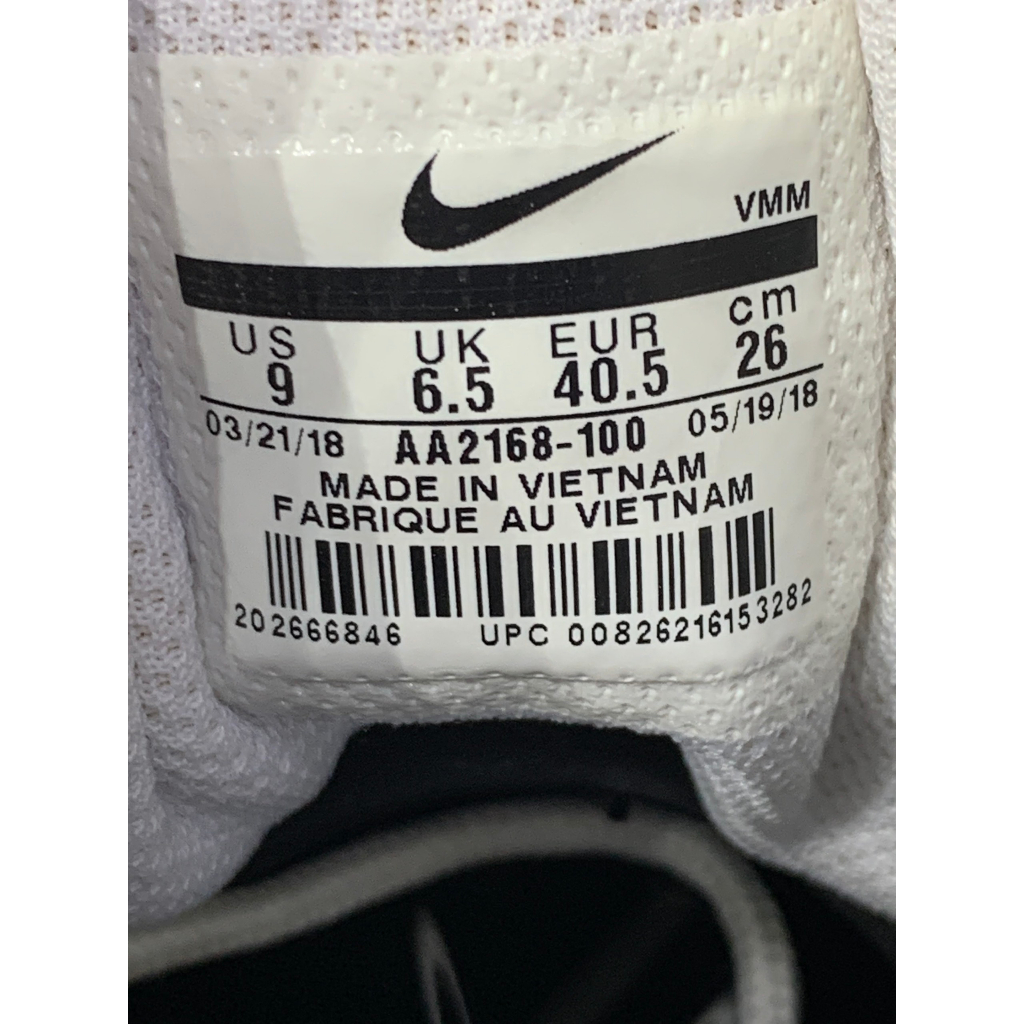 VMM
US UK EUR cm
9 6.5 40.5 26
03/21/18 AA2168-100 05/19/18
MADE IN VIETNAM
FABRIQUE AU VIETNAM
202666846 UPC 00826216153282